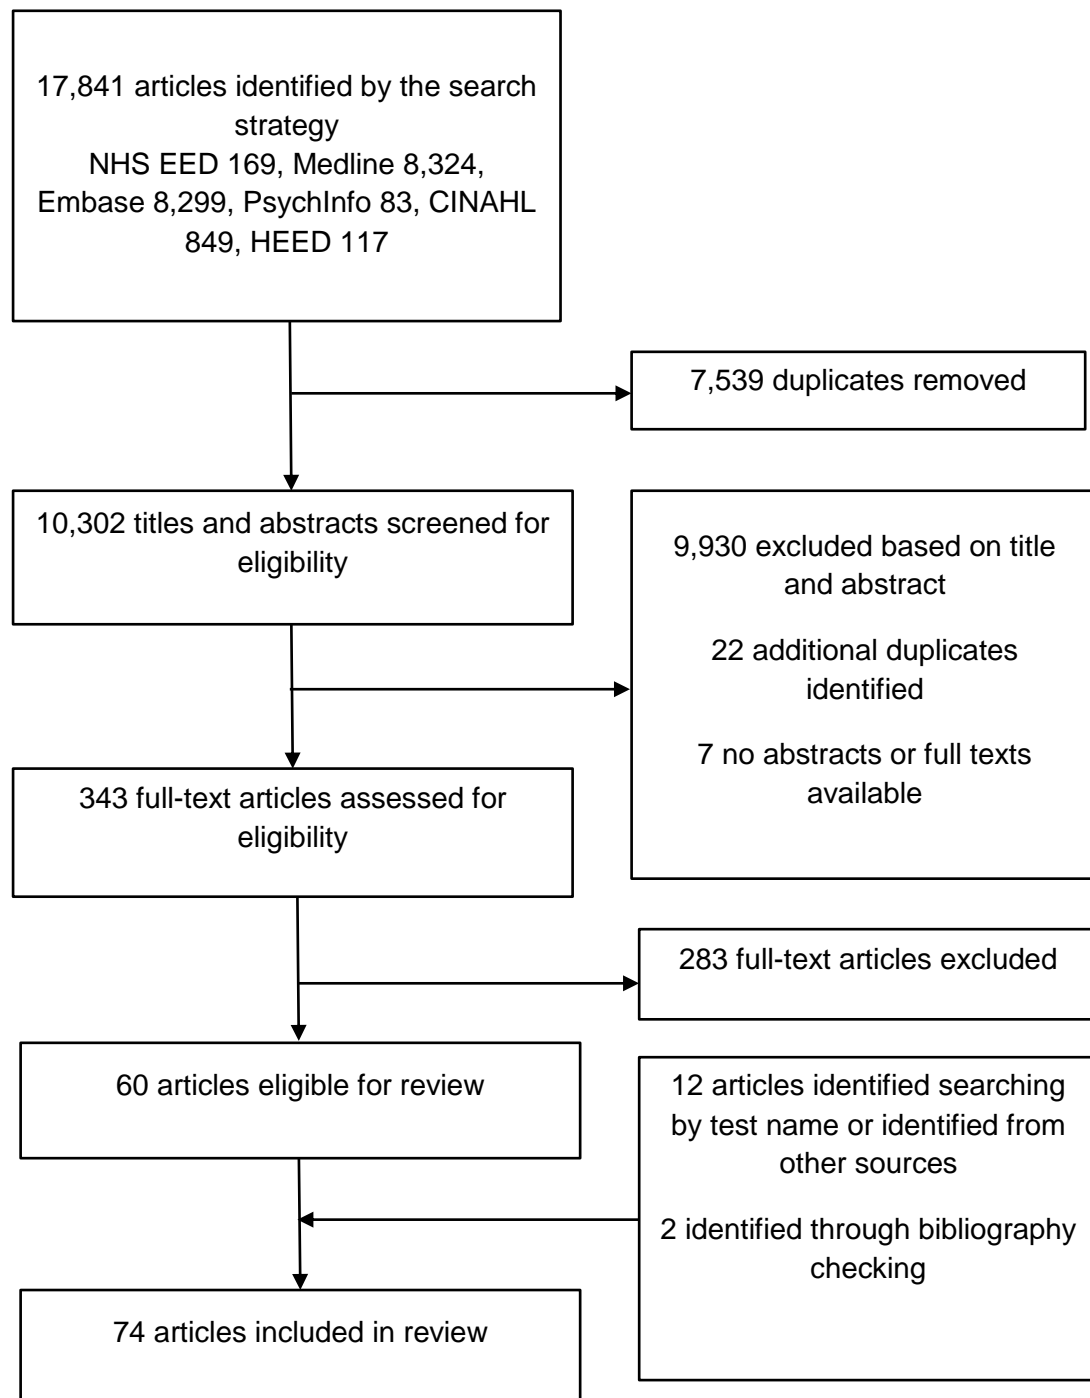 17,841 articles identified by the search
strategy
NHS EED 169, Medline 8,324,
Embase 8,299, PsychInfo 83, CINAHL
849, HEED 117
7,539 duplicates removed
10,302 titles and abstracts screened for
eligibility
9,930 excluded based on title
and abstract
22 additional duplicates
identified
7 no abstracts or full texts
available
343 full-text articles assessed for
eligibility
283 full-text articles excluded
60 articles eligible for review
12 articles identified searching
by test name or identified from
other sources
2 identified through bibliography
checking
74 articles included in review